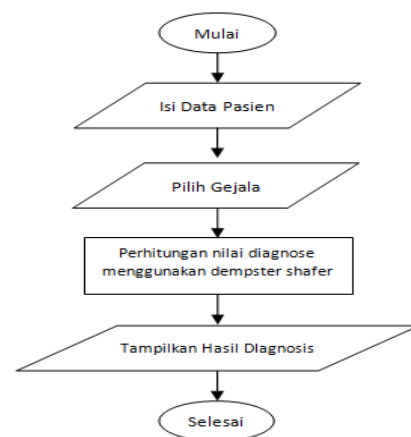 Mulai
Isi Data Pasien
Pilih Gejala
Perhitungan nilai diagnose
menggunakan dempster shafer
Tampilkan Hasil DIagnosis
Selesai